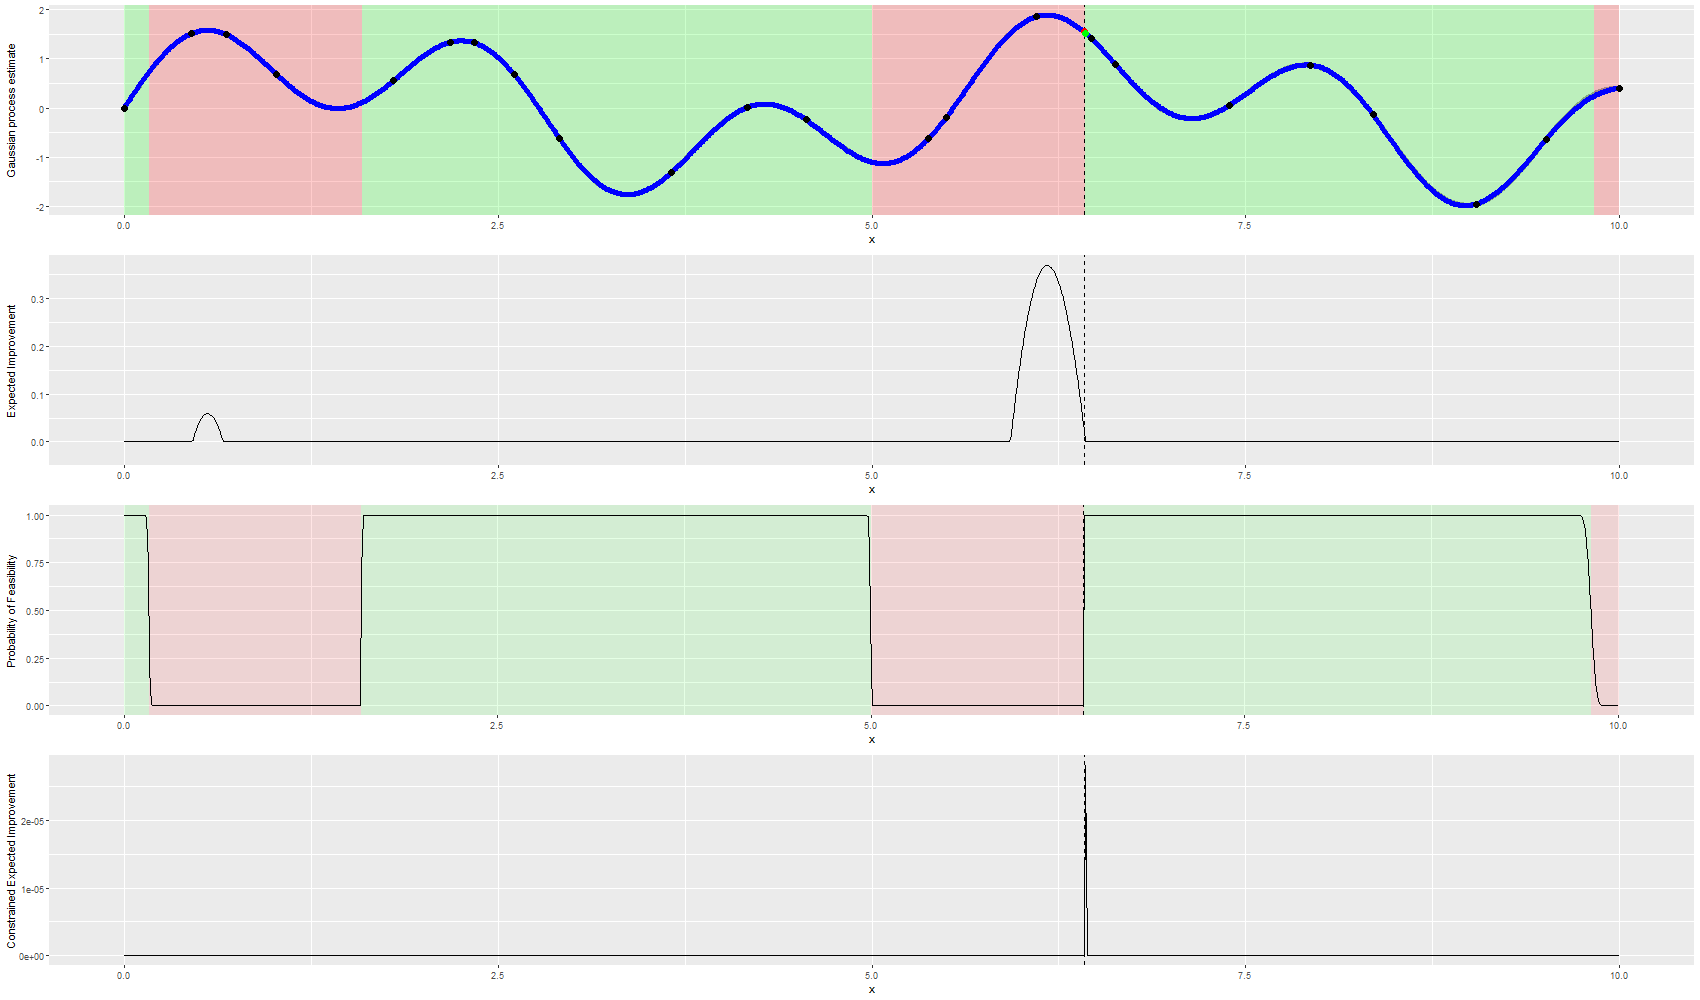 Gaussian process estimate
2
1
0
-1
-2
0.0 2.5 5.0 7.5 10.0
x
Expected Improvement
0.3
0.2
0.1
0.0
0.0 2.5 5.0 7.5 10.0
x
Probability of Feasibility
1.00
0.75
0.50
0.25
0.00
0.0 2.5 5.0 7.5 10.0
x
Constrained Expected Improvement
2e-05
1e-05
0e+00
0.0 2.5 5.0 7.5 10.0
x